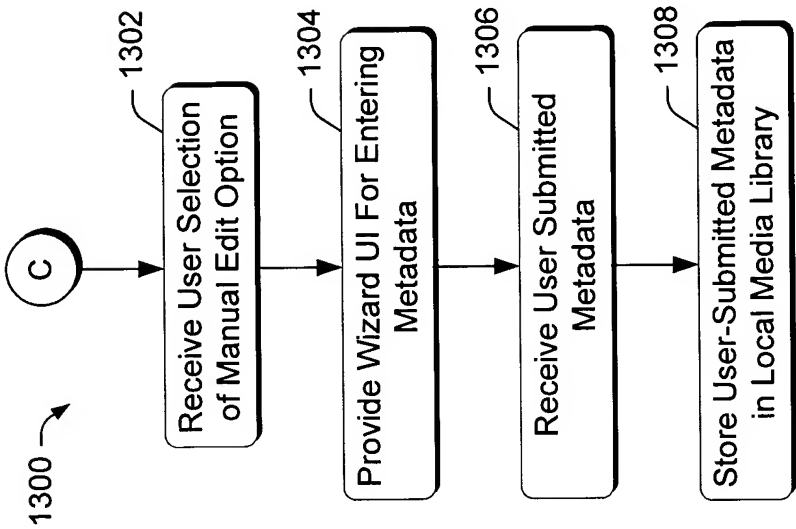 1300
C
1302
Receive User Selection
of Manual Edit Option
1304
Provide Wizard UI For Entering
Metadata
1306
Receive User Submitted
Metadata
1308
Store User-Submitted Metadata
in Local Media Library